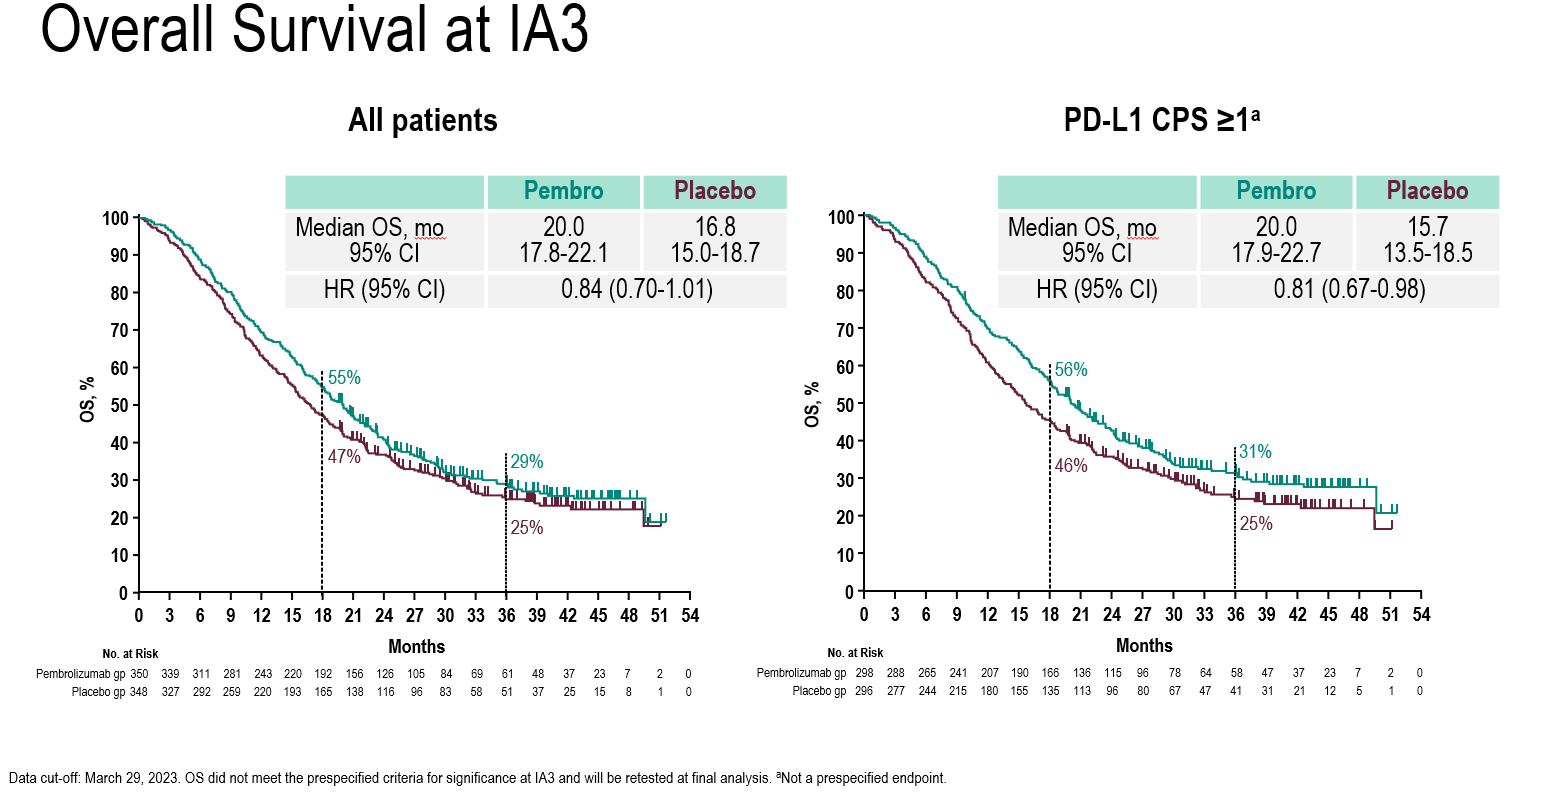 Overall Survival at IA3
All patients
Pembro Placebo
Median OS, mo 20.0 16.8
95% CI 17.8-22.1 15.0-18.7
HR (95% CI) 0.84 (0.70-1.01)
100
90
80
70
60
50
40
30
20
10
0
OS, %
55%
47%
29%
25%
0 3 6 9 12 15 18 21 24 27 30 33 36 39 42 45 48 51 54
Months
No. at Risk
Pembrolizumab gp 350 339 311 281 243 220 192 156 126 105 84 69 61 48 37 23 7 2 0
Placebo gp 348 327 292 259 220 193 165 138 116 96 83 58 51 37 25 15 8 1 0
PD-L1 CPS ≥1ᵃ
Pembro Placebo
Median OS, mo 20.0 15.7
95% CI 17.9-22.7 13.5-18.5
HR (95% CI) 0.81 (0.67-0.98)
100
90
80
70
60
50
40
30
20
10
0
OS, %
56%
46%
31%
25%
0 3 6 9 12 15 18 21 24 27 30 33 36 39 42 45 48 51 54
Months
No. at Risk
Pembrolizumab gp 298 288 265 241 207 190 166 136 115 96 78 64 58 47 37 23 7 2 0
Placebo gp 296 277 244 215 180 155 135 113 96 80 67 47 41 31 21 12 5 1 0
Data cut-off: March 29, 2023. OS did not meet the prespecified criteria for significance at IA3 and will be retested at final analysis. ᵃNot a prespecified endpoint.